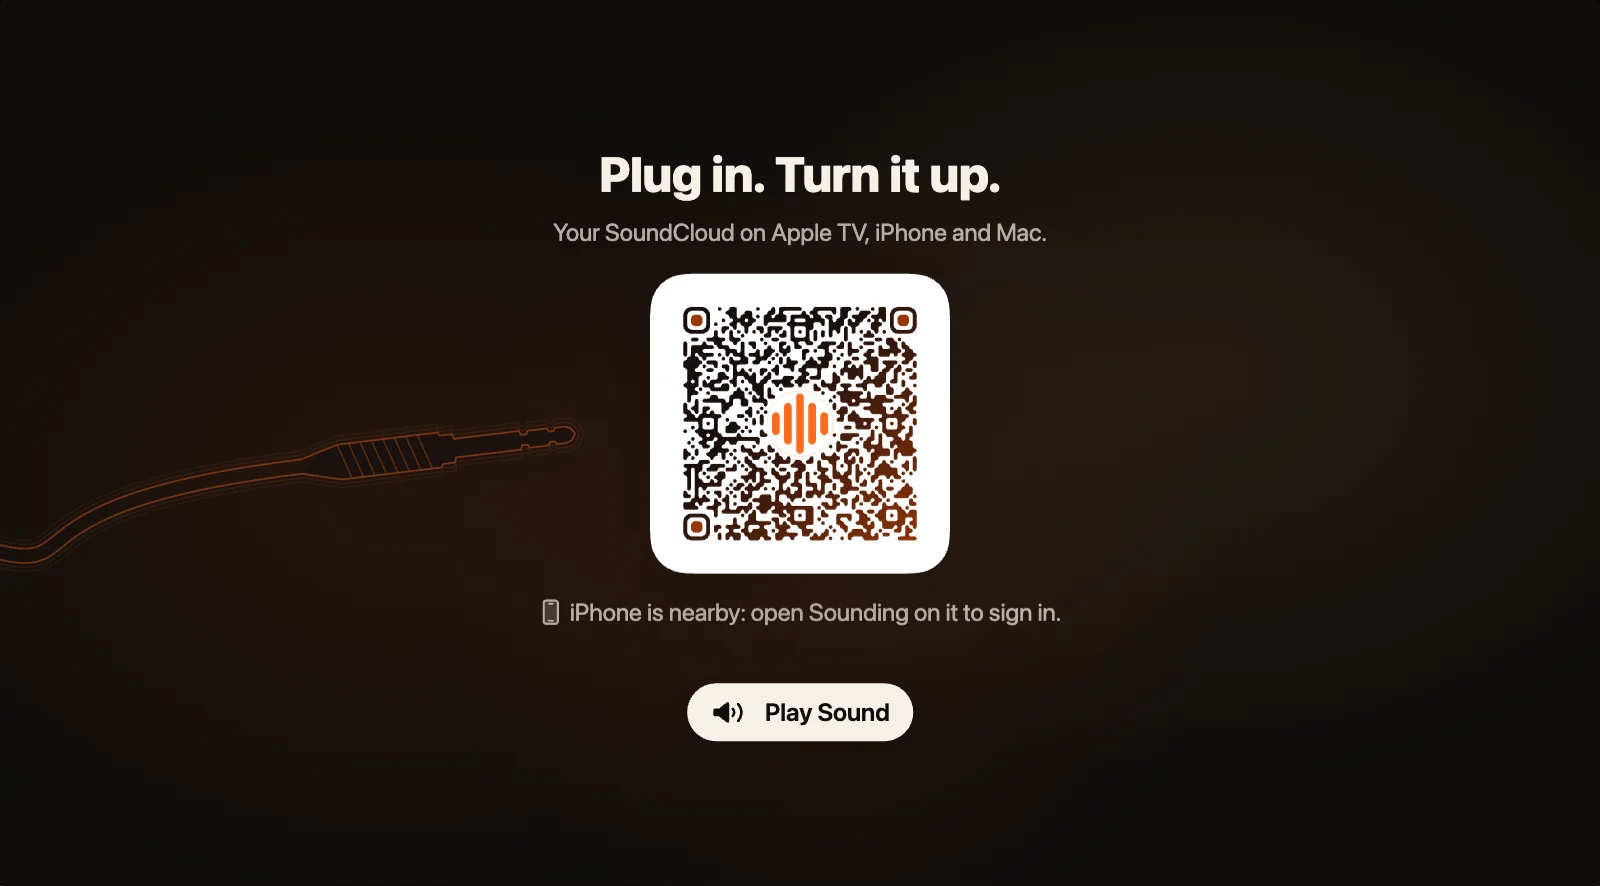 Plug in. Turn it up.
Your SoundCloud on Apple TV, iPhone and Mac.
iPhone is nearby: open Sounding on it to sign in.
Play Sound